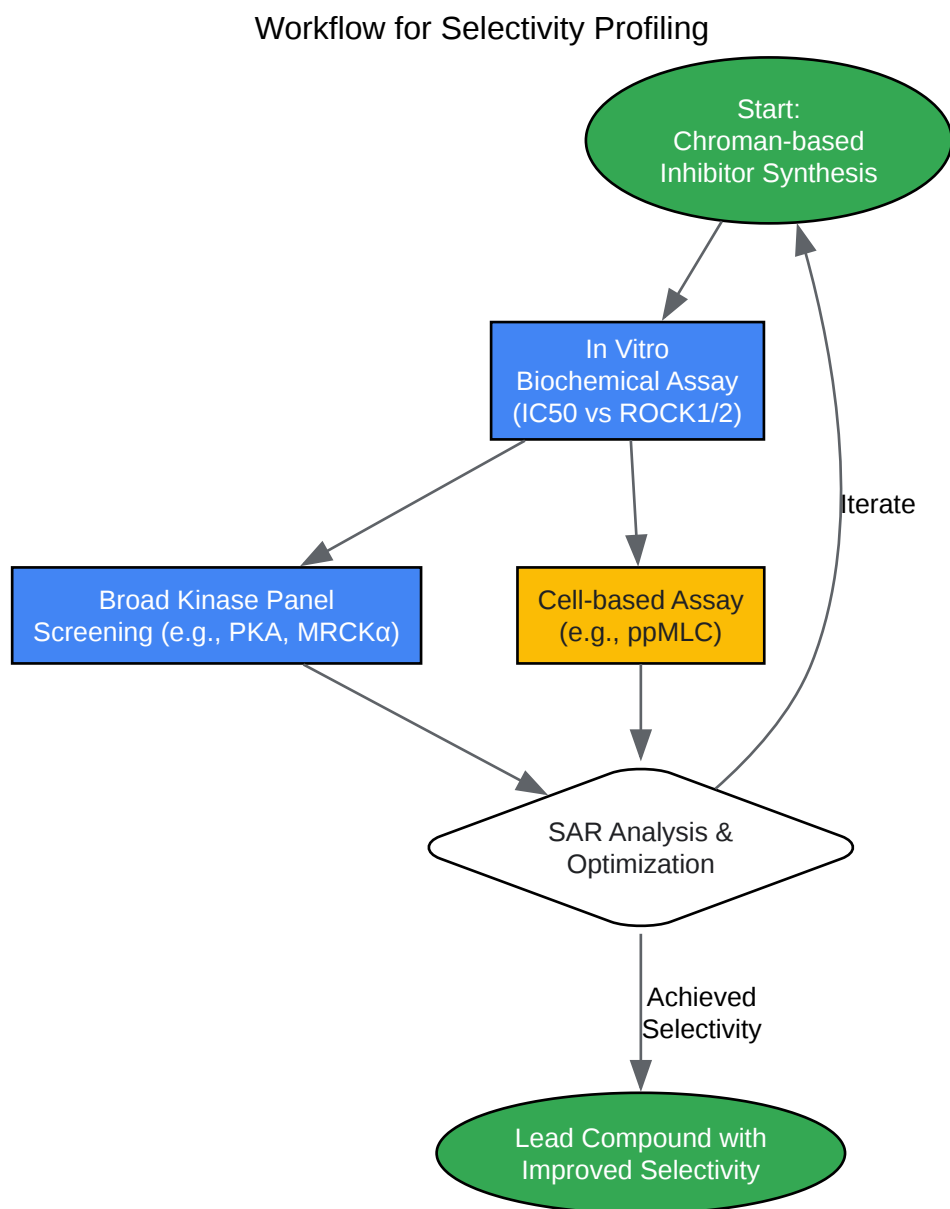 Workflow for Selectivity Profiling
Start:
Chroman-based
Inhibitor Synthesis
In Vitro
Biochemical Assay
(IC50 vs ROCK1/2)
Iterate
Broad Kinase Panel
Screening (e.g., PKA, MRCKα)
Cell-based Assay
(e.g., ppMLC)
SAR Analysis &
Optimization
Achieved
Selectivity
Lead Compound with
Improved Selectivity